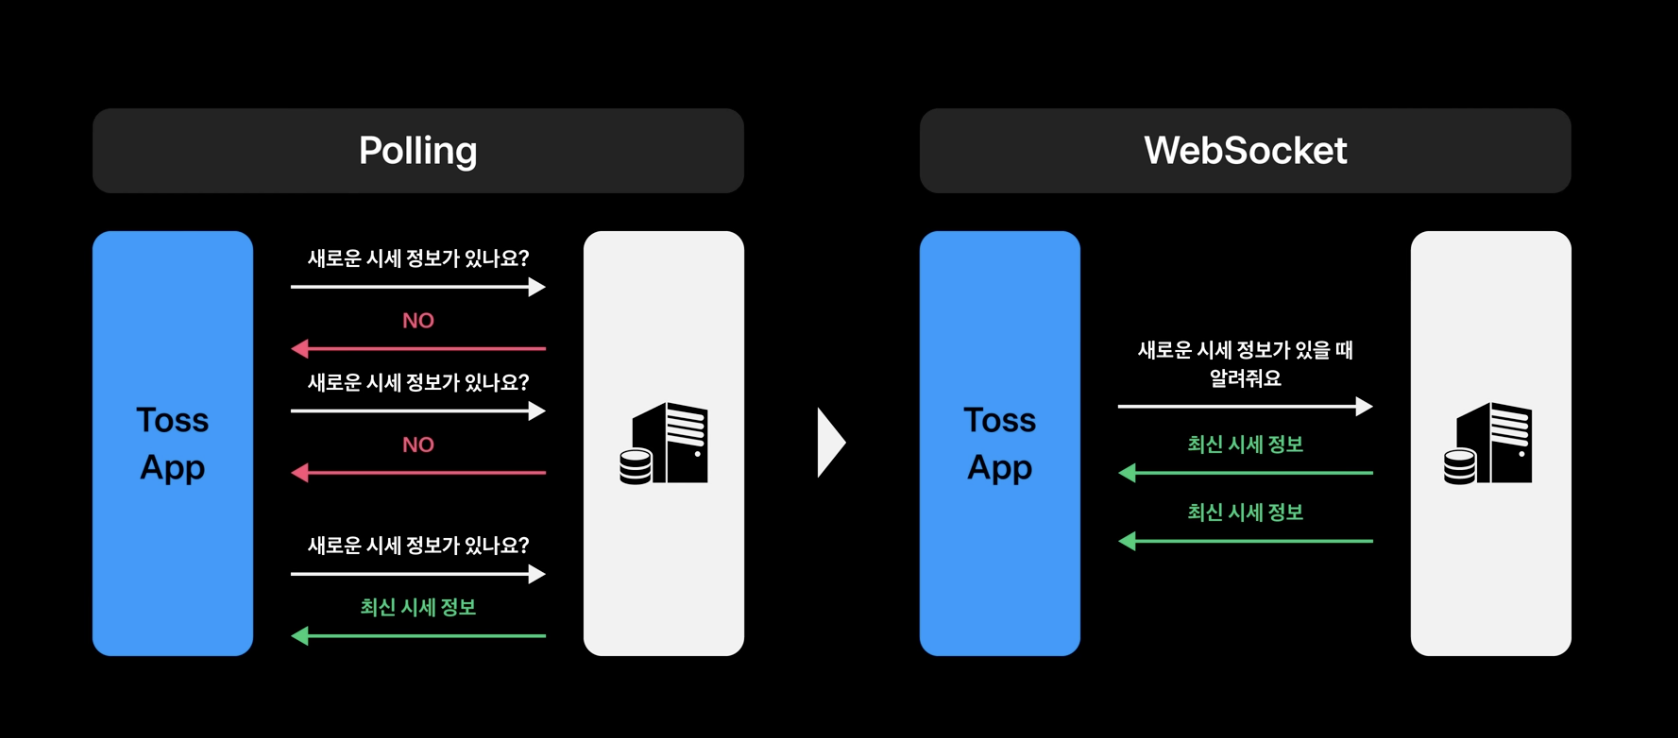 Polling
Toss
App
새로운 시세 정보가 있나요?
NO
새로운 시세 정보가 있나요?
NO
새로운 시세 정보가 있나요?
최신 시세 정보
WebSocket
Toss
App
새로운 시세 정보가 있을 때
알려줘요
최신 시세 정보
최신 시세 정보